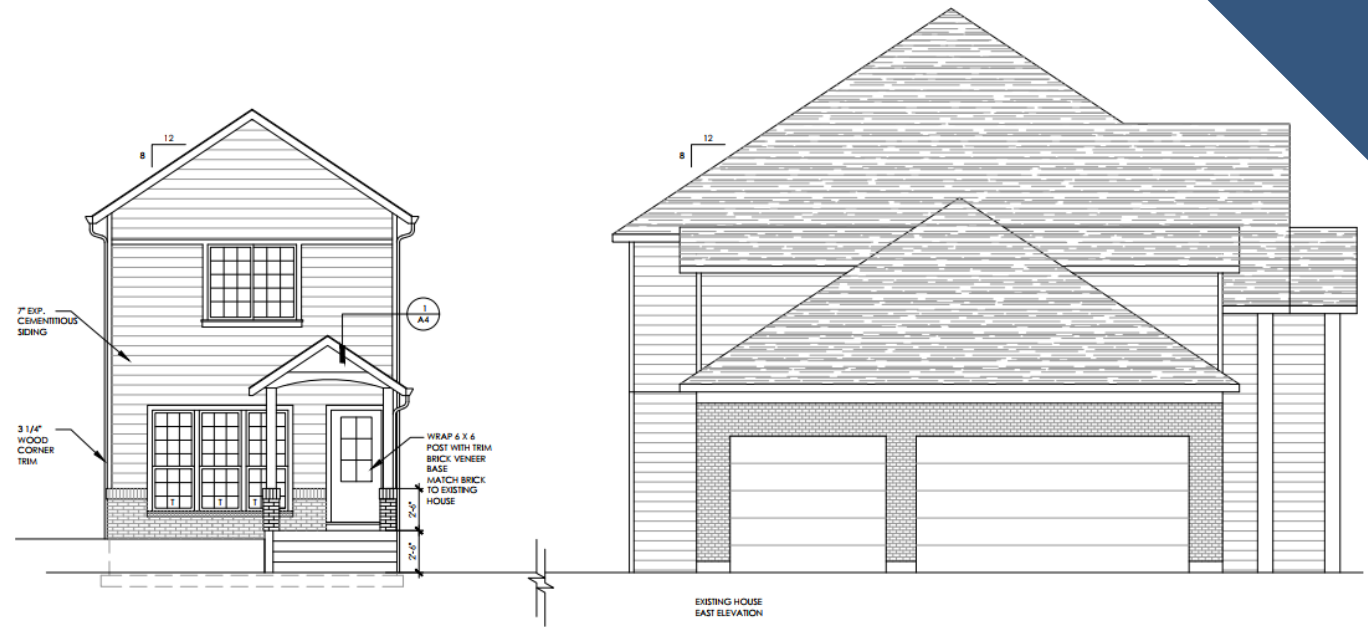 12
8
7" EXP.
CEMENTITIOUS
SIDING
1
A4
3 1/4"
WOOD
CORNER
TRIM
WRAP 6 X 6
POST WITH TRIM
BRICK VENEER
BASE
MATCH BRICK
TO EXISTING
HOUSE
T T T
2'-6"
2'-6"
12
8
EXISTING HOUSE
EAST ELEVATION